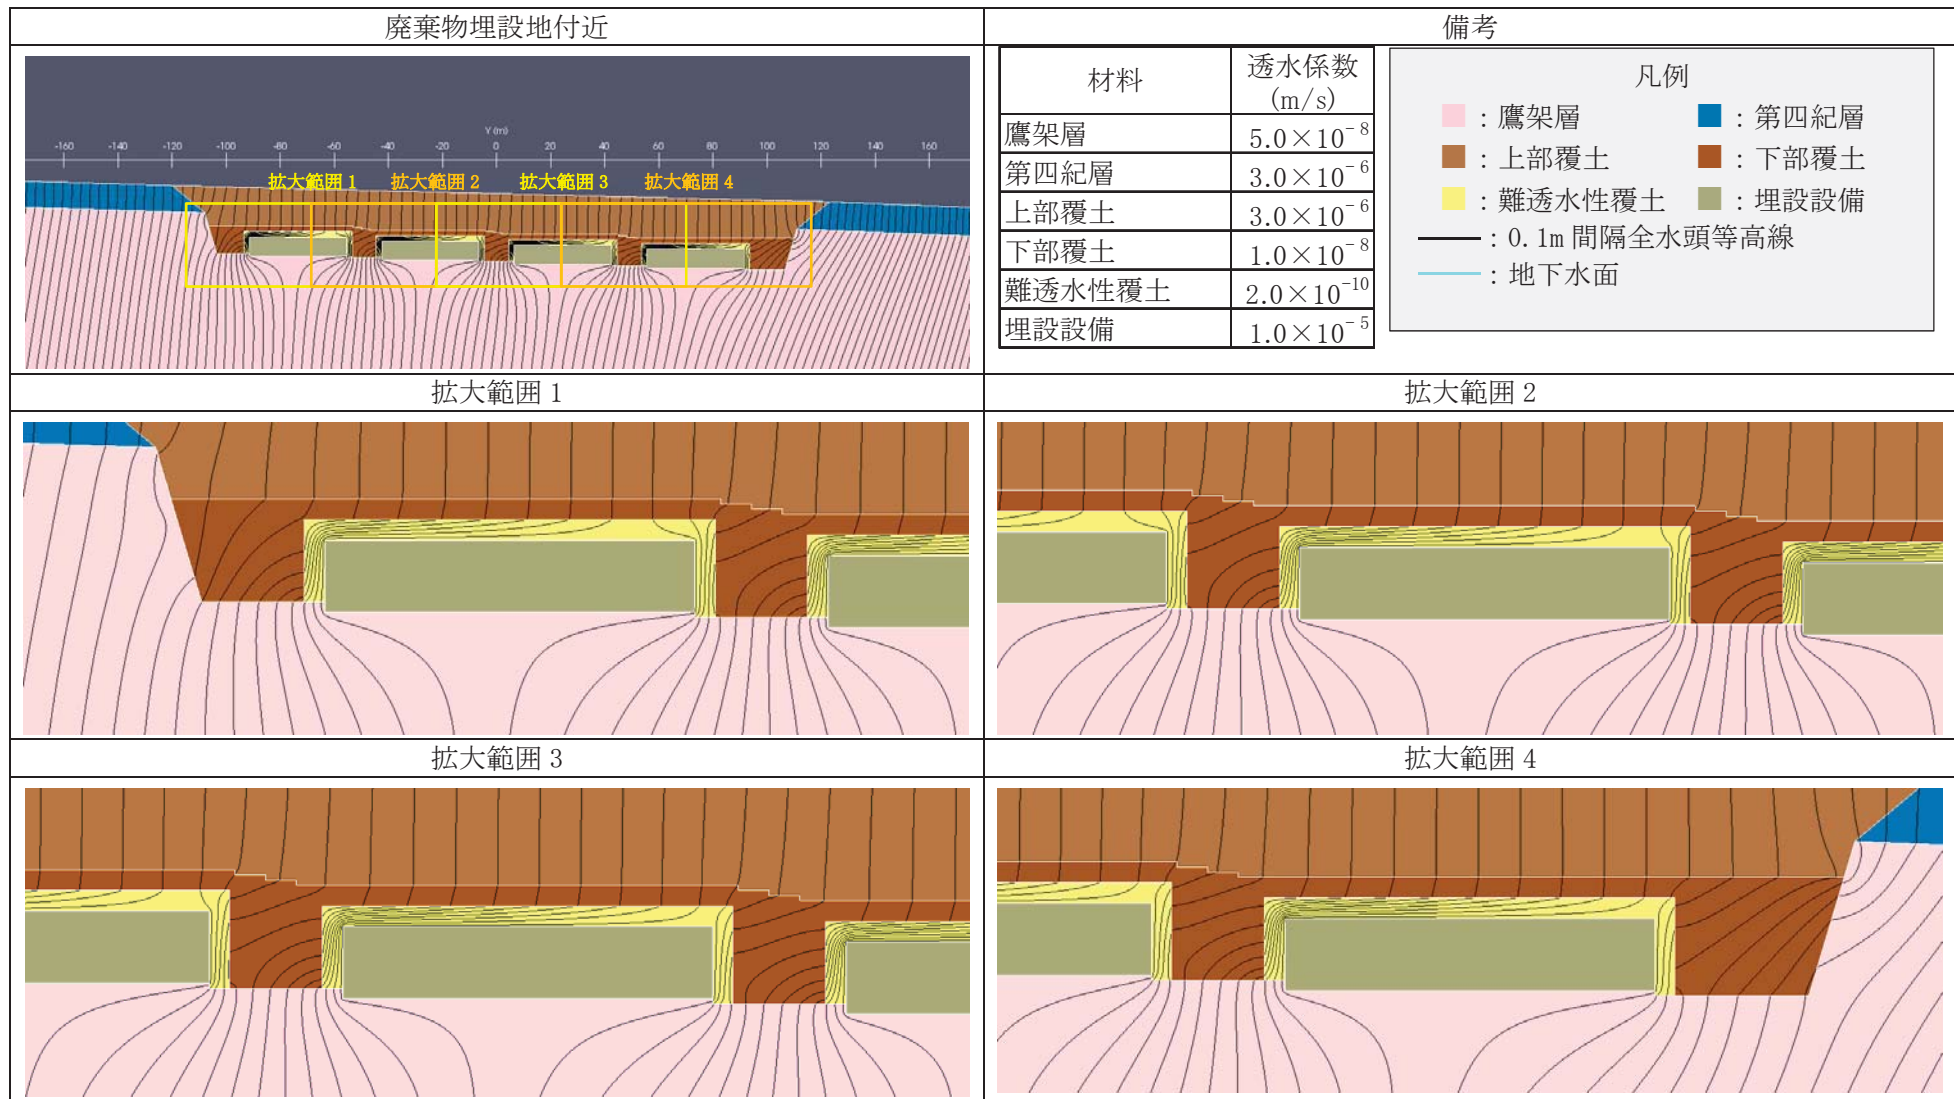 廃棄物埋設地付近
備考
Y (m)
-160 -140 -120 -100 -80 -60 -40 -20 0 20 40 60 80 100 120 140 160
拡大範囲 1 拡大範囲 2 拡大範囲 3 拡大範囲 4
材料 透水係数
(m/s)
鷹架層 5.0×10⁻⁸
第四紀層 3.0×10⁻⁶
上部覆土 3.0×10⁻⁶
下部覆土 1.0×10⁻⁸
難透水性覆土 2.0×10⁻¹⁰
埋設設備 1.0×10⁻⁵
凡例
：鷹架層 ：第四紀層
：上部覆土 ：下部覆土
：難透水性覆土 ：埋設設備
：0.1m 間隔全水頭等高線
：地下水面
拡大範囲 1
拡大範囲 2
拡大範囲 3
拡大範囲 4